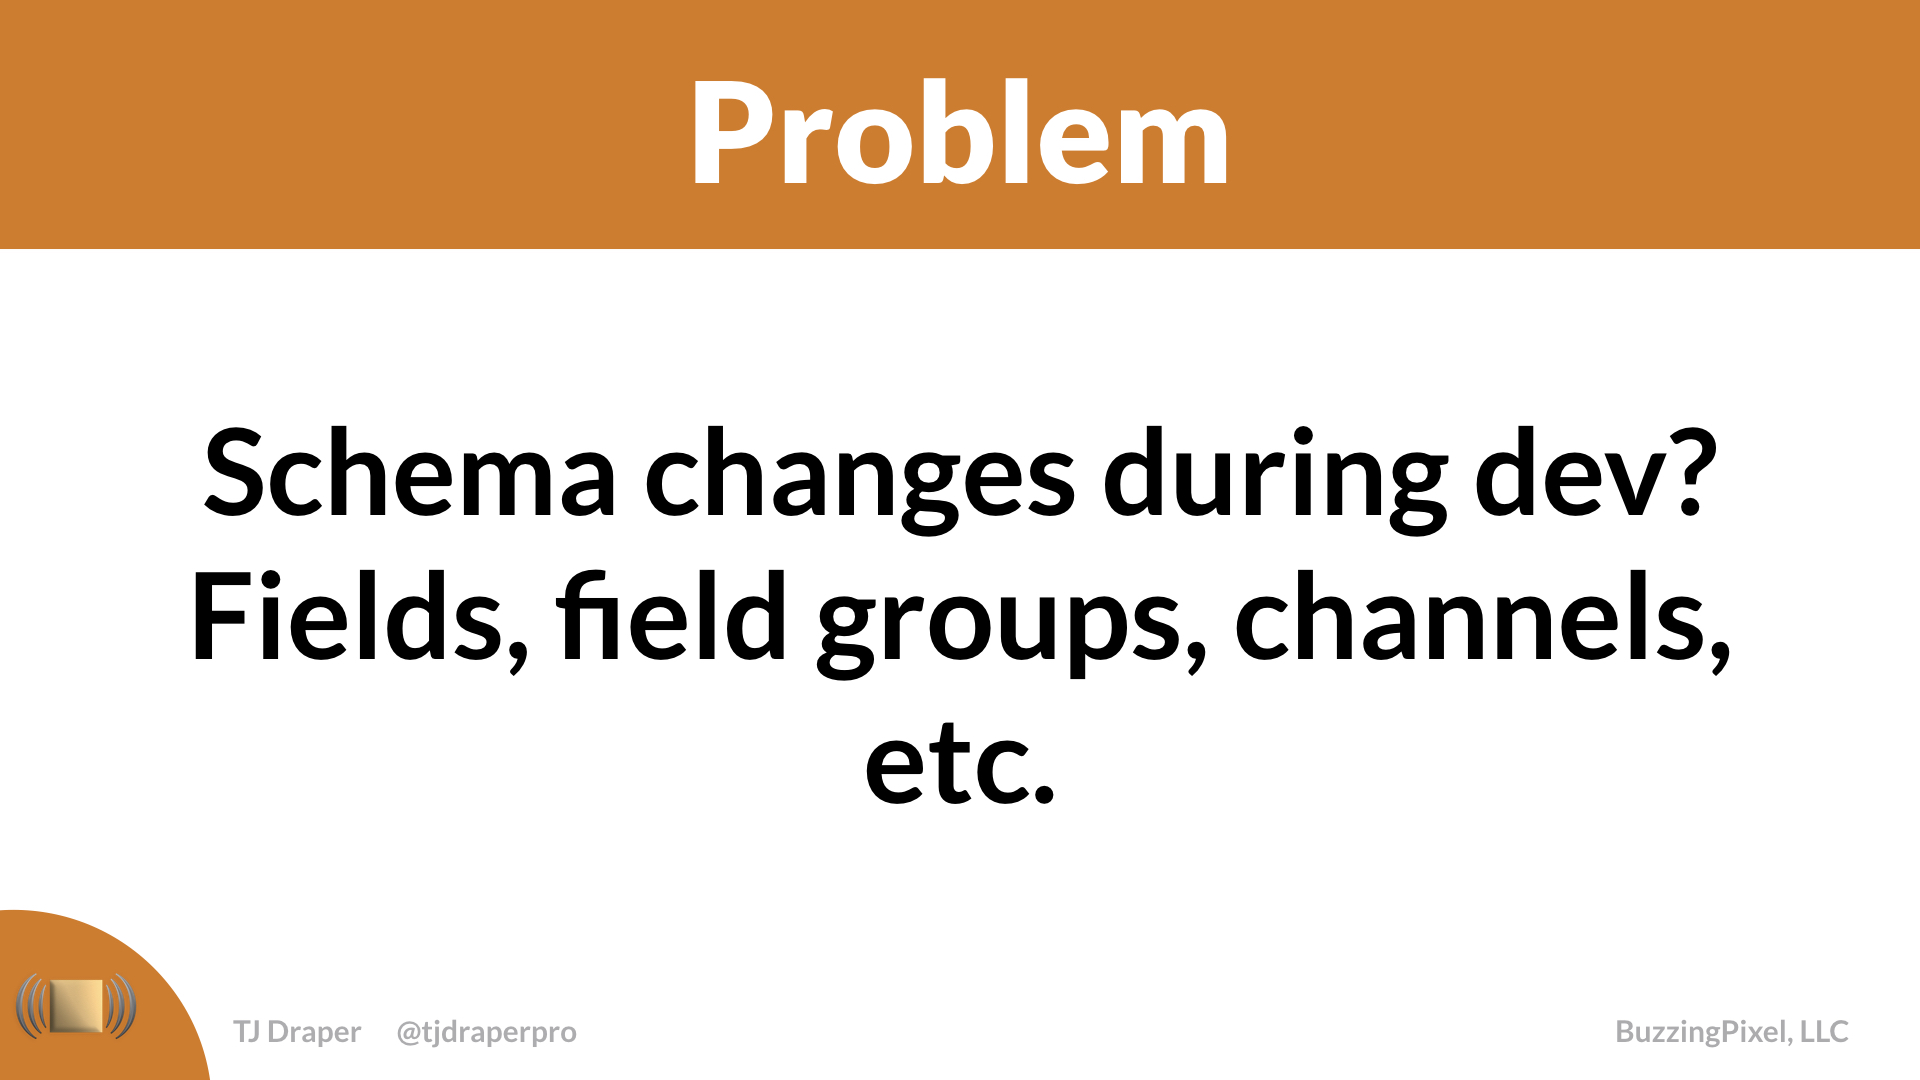 Problem
Schema changes during dev?
Fields, field groups, channels,
etc.
TJ Draper @tjdraperpro
BuzzingPixel, LLC